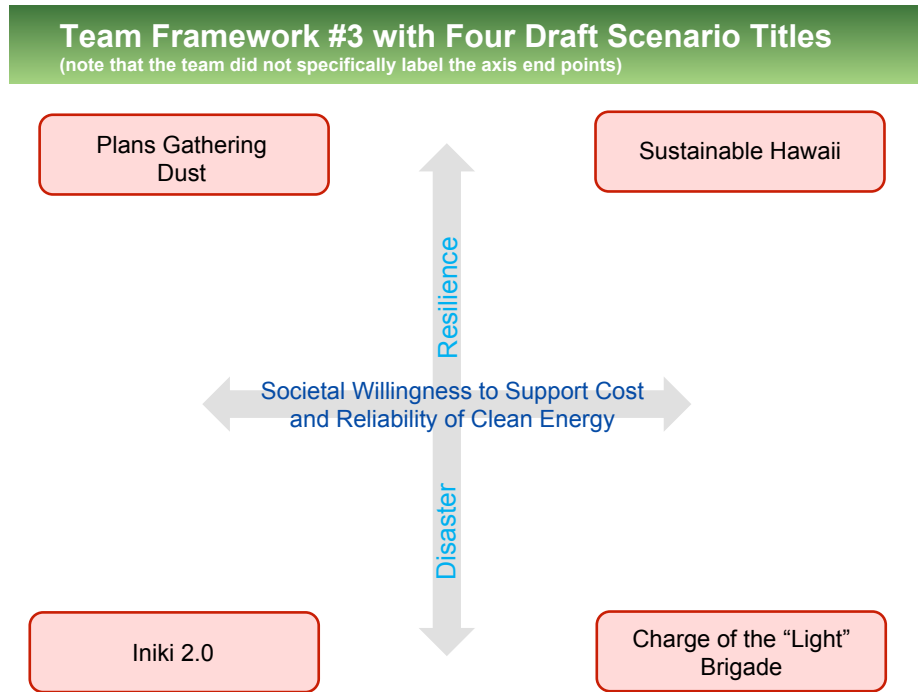 Team Framework #3 with Four Draft Scenario Titles
(note that the team did not specifically label the axis end points)
Plans Gathering
Dust
Sustainable Hawaii
Resilience
Societal Willingness to Support Cost
and Reliability of Clean Energy
Disaster
Iniki 2.0
Charge of the “Light”
Brigade